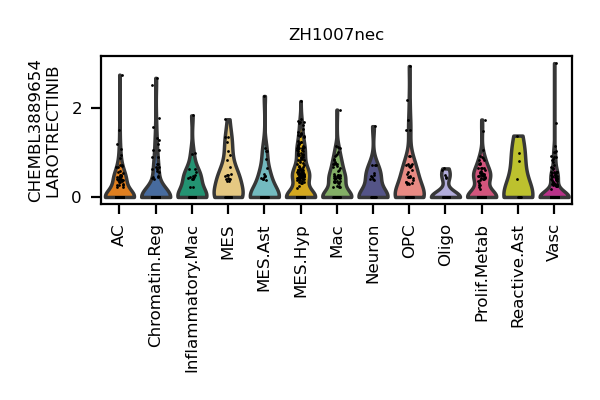 ZH1007nec
CHEMBL3889654
LAROTRECTINIB
2
0
AC
Chromatin.Reg
Inflammatory.Mac
MES
MES.Ast
MES.Hyp
Mac
Neuron
OPC
Oligo
Prolif.Metab
Reactive.Ast
Vasc